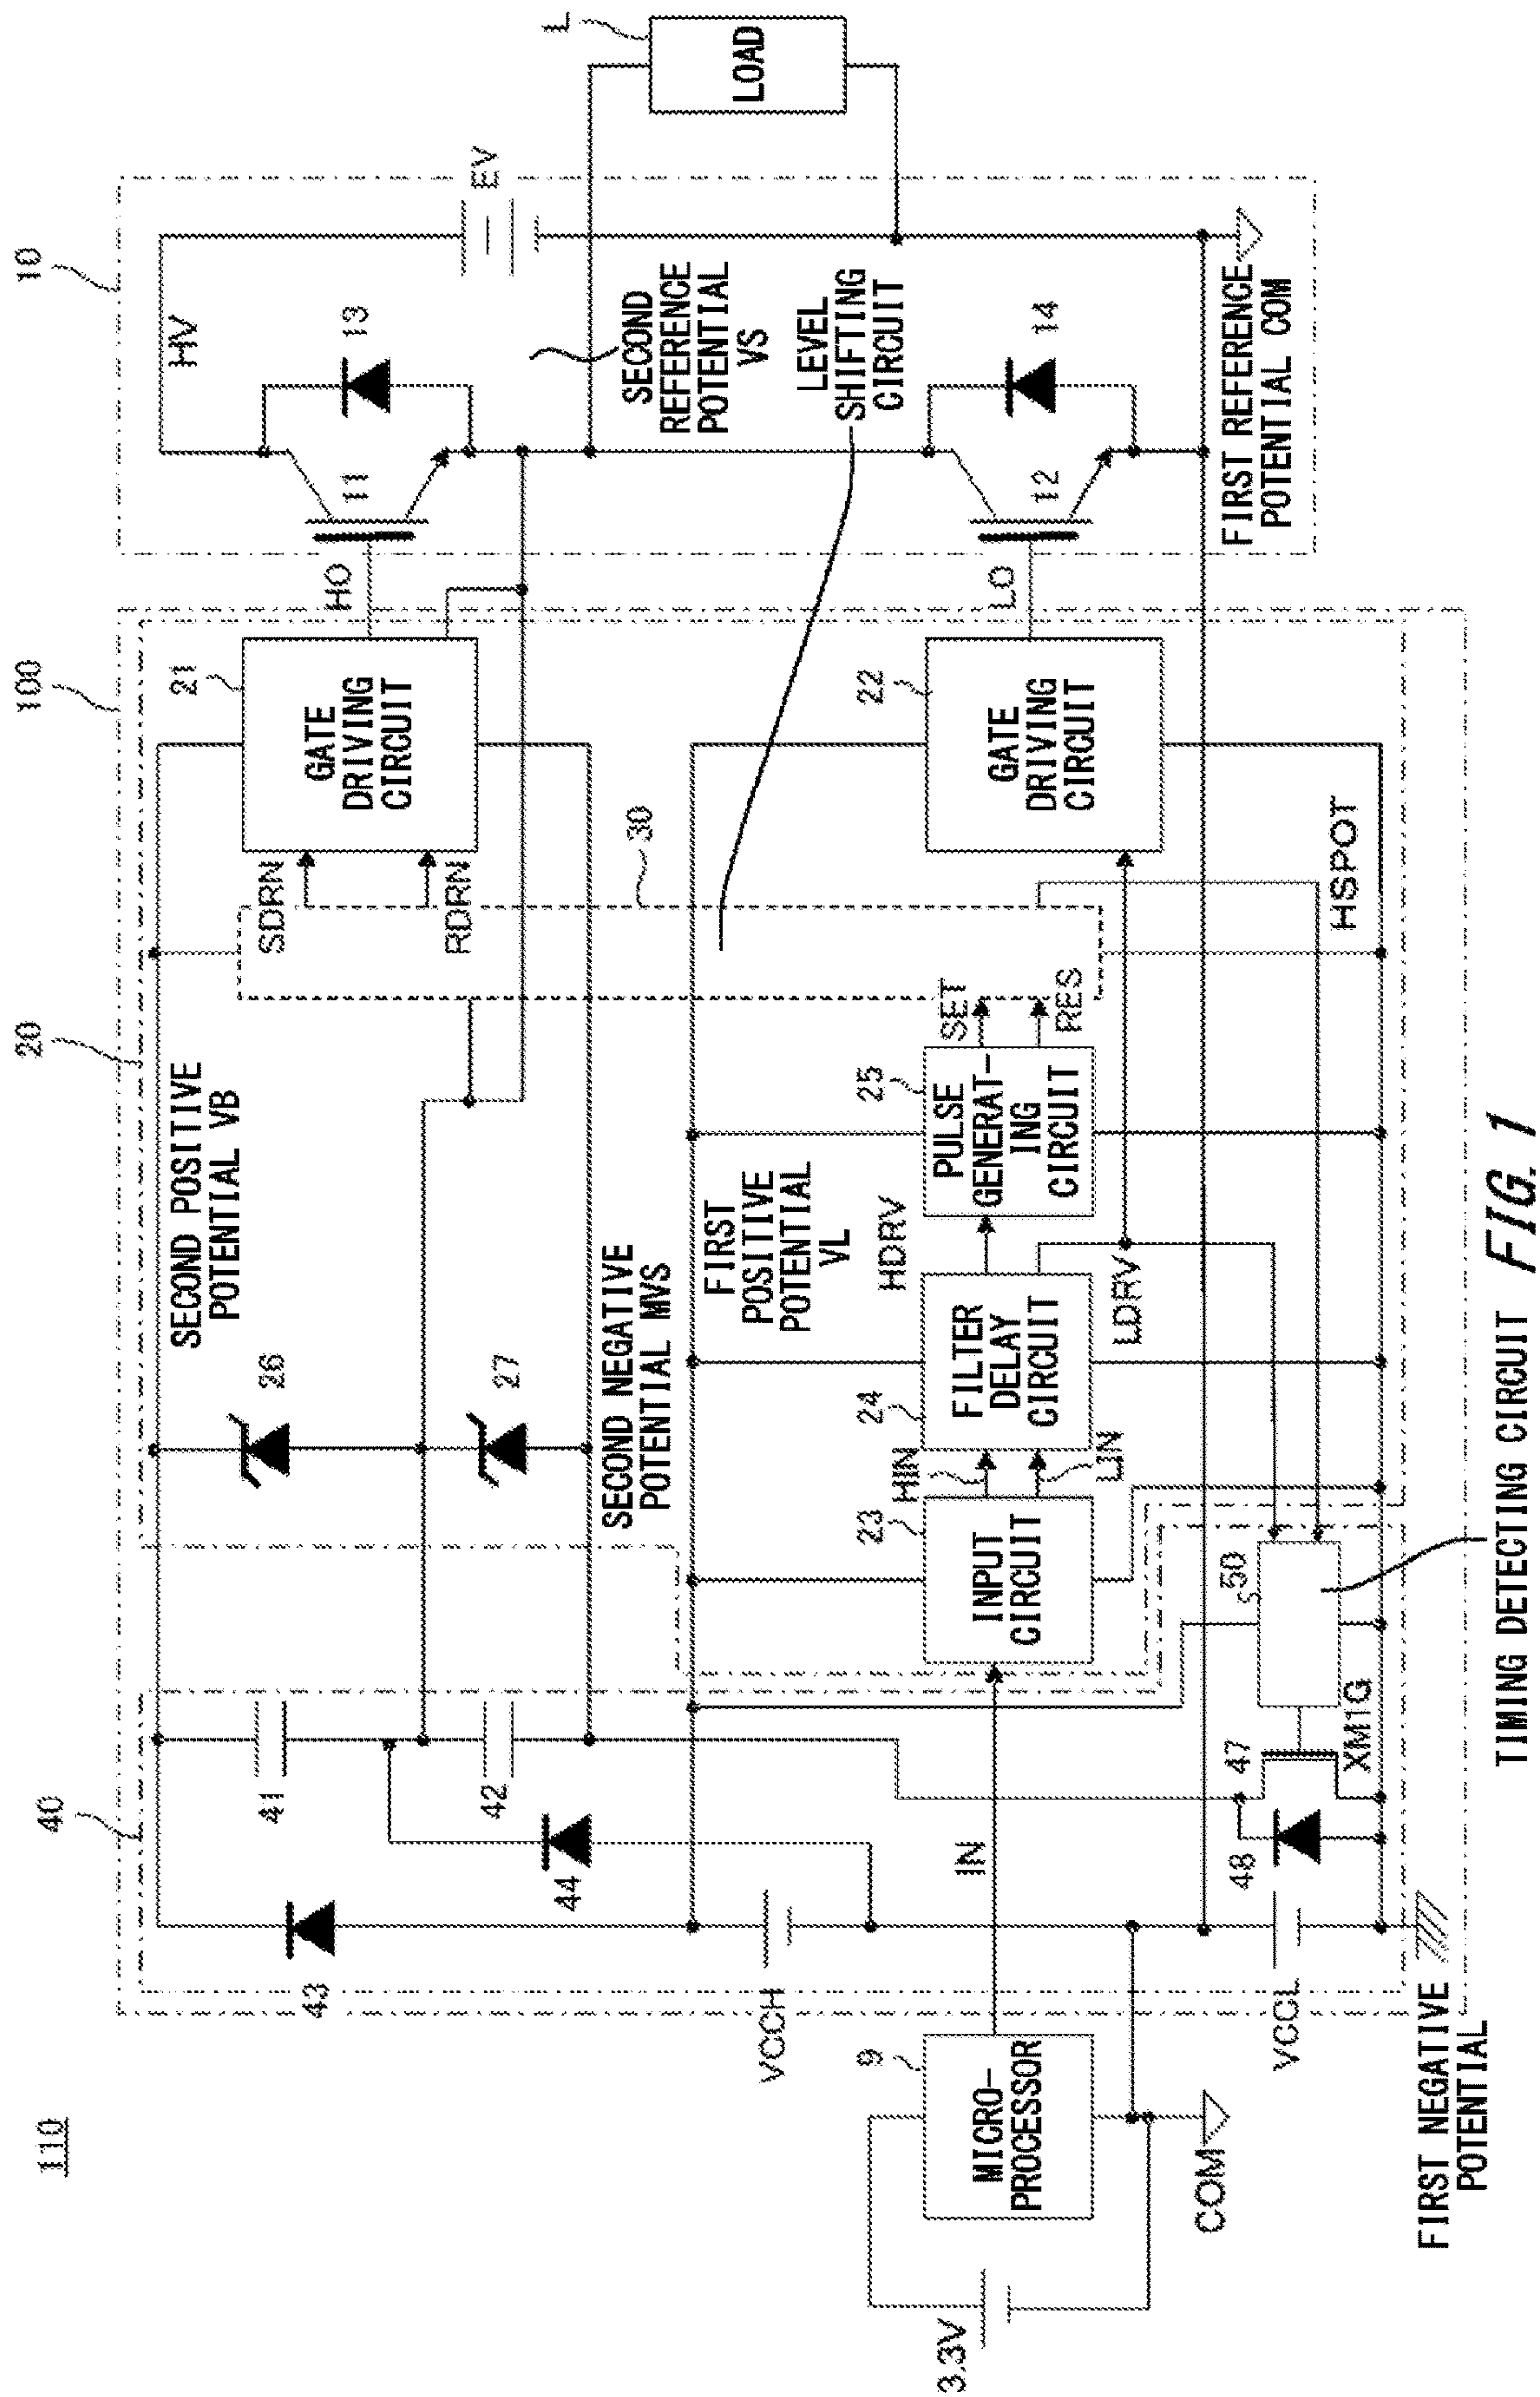 110
100
10
20
40
HV
EV
L
LOAD
13
11
HO
SECOND
REFERENCE
POTENTIAL
VS
LEVEL
SHIFTING
CIRCUIT
14
12
LO
FIRST REFERENCE
POTENTIAL COM
21
GATE
DRIVING
CIRCUIT
SDRN
RDRN
30
22
GATE
DRIVING
CIRCUIT
HSPOT
SECOND POSITIVE
POTENTIAL VB
26
27
SECOND NEGATIVE
POTENTIAL MVS
FIRST
POSITIVE
POTENTIAL
VL
SET
RES
25
PULSE
GENERAT-
ING
CIRCUIT
HDRV
LDRV
24
FILTER
DELAY
CIRCUIT
HIN
LIN
23
INPUT
CIRCUIT
50
XM1G
47
48
41
42
43
44
IN
VCCH
VCCL
9
MICRO-
PROCESSOR
3.3V
COM
FIRST NEGATIVE
POTENTIAL
TIMING DETECTING CIRCUIT
FIG. 1